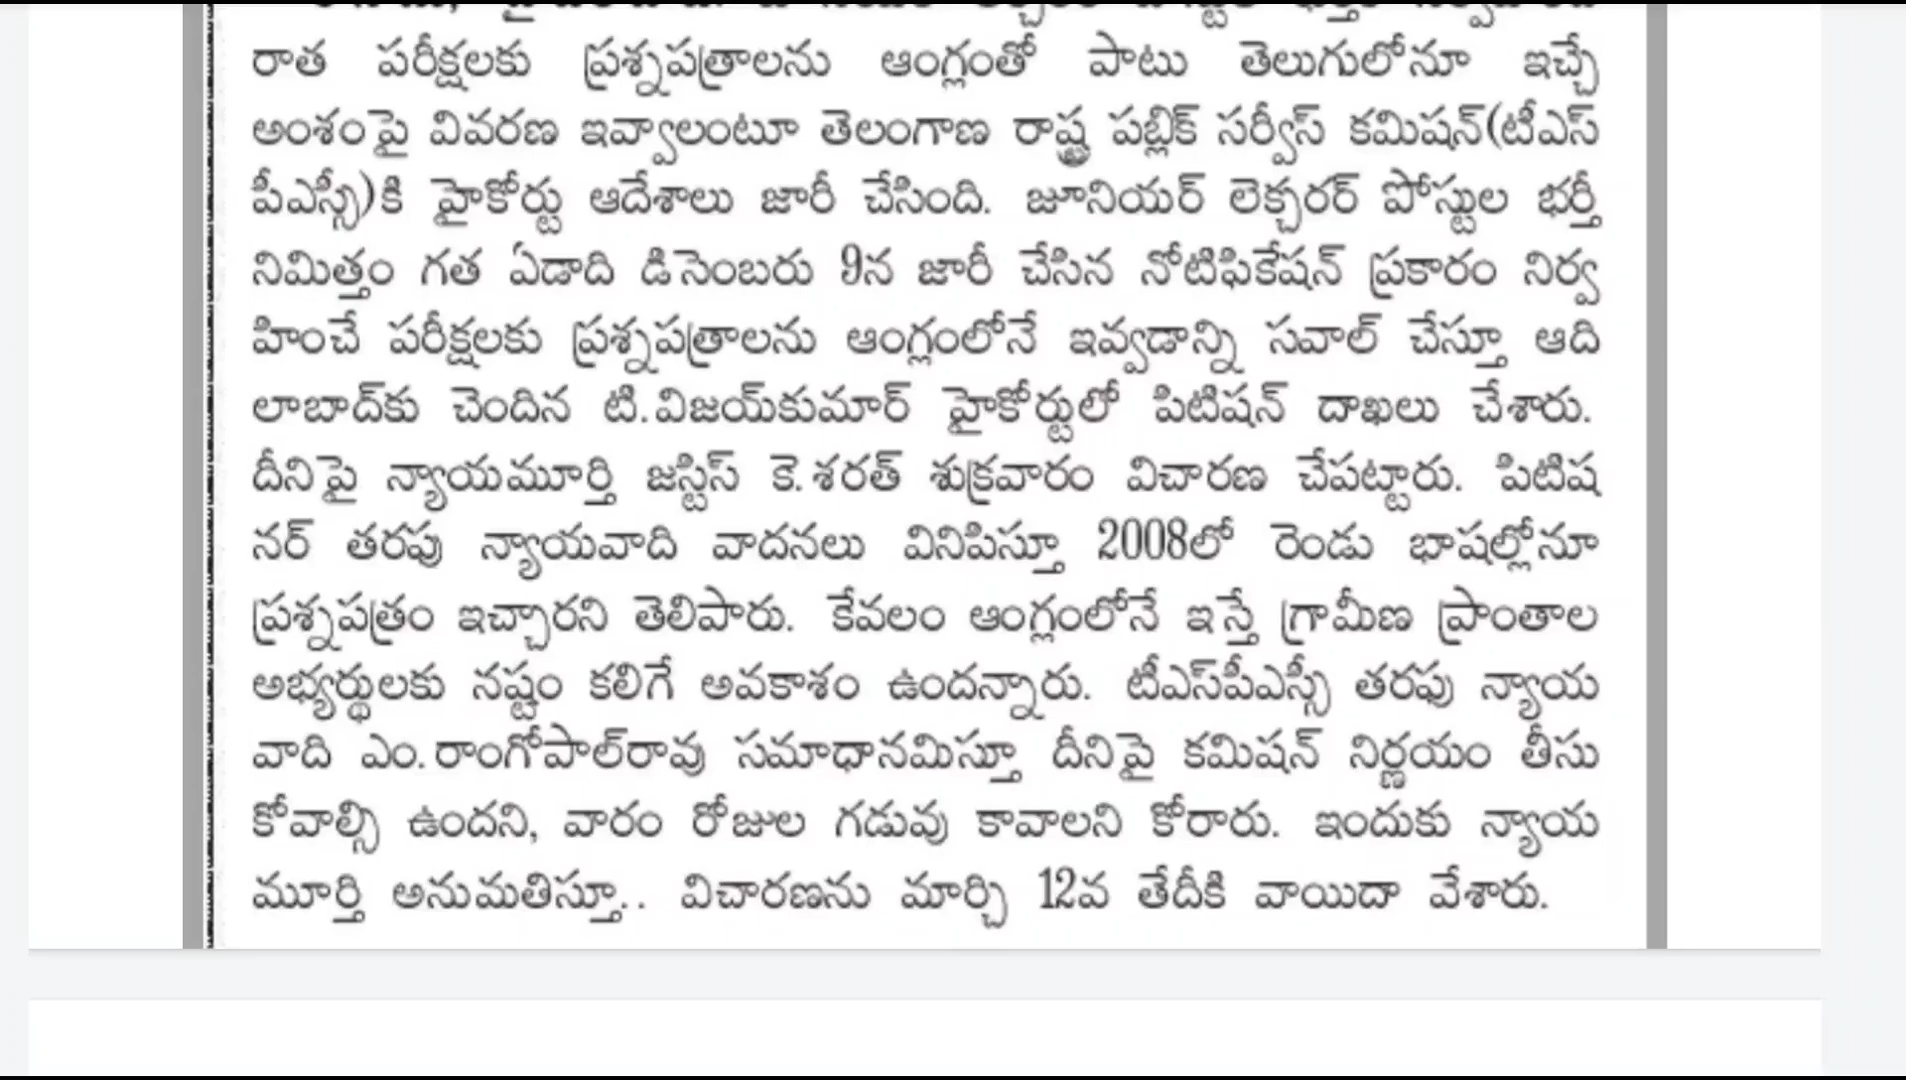 రాత పరీక్షలకు ప్రశ్నపత్రాలను ఆంగ్లంతో పాటు తెలుగులోనూ ఇచ్చే
అంశంపై వివరణ ఇవ్వాలంటూ తెలంగాణ రాష్ట్ర పబ్లిక్ సర్వీస్ కమిషన్(టీఎస్
పీఎస్సీ)కి హైకోర్టు ఆదేశాలు జారీ చేసింది. జూనియర్ లెక్చరర్ పోస్టుల భర్తీ
నిమిత్తం గత ఏడాది డిసెంబరు 9న జారీ చేసిన నోటిఫికేషన్ ప్రకారం నిర్వ
హించే పరీక్షలకు ప్రశ్నపత్రాలను ఆంగ్లంలోనే ఇవ్వడాన్ని సవాల్ చేస్తూ ఆది
లాబాద్‌కు చెందిన టి.విజయ్‌కుమార్ హైకోర్టులో పిటిషన్ దాఖలు చేశారు.
దీనిపై న్యాయమూర్తి జస్టిస్ కె.శరత్ శుక్రవారం విచారణ చేపట్టారు. పిటిష
నర్ తరఫు న్యాయవాది వాదనలు వినిపిస్తూ 2008లో రెండు భాషల్లోనూ
ప్రశ్నపత్రం ఇచ్చారని తెలిపారు. కేవలం ఆంగ్లంలోనే ఇస్తే గ్రామీణ ప్రాంతాల
అభ్యర్థులకు నష్టం కలిగే అవకాశం ఉందన్నారు. టీఎస్‌పీఎస్సీ తరఫు న్యాయ
వాది ఎం.రాంగోపాల్‌రావు సమాధానమిస్తూ దీనిపై కమిషన్ నిర్ణయం తీసు
కోవాల్సి ఉందని, వారం రోజుల గడువు కావాలని కోరారు. ఇందుకు న్యాయ
మూర్తి అనుమతిస్తూ.. విచారణను మార్చి 12వ తేదీకి వాయిదా వేశారు.